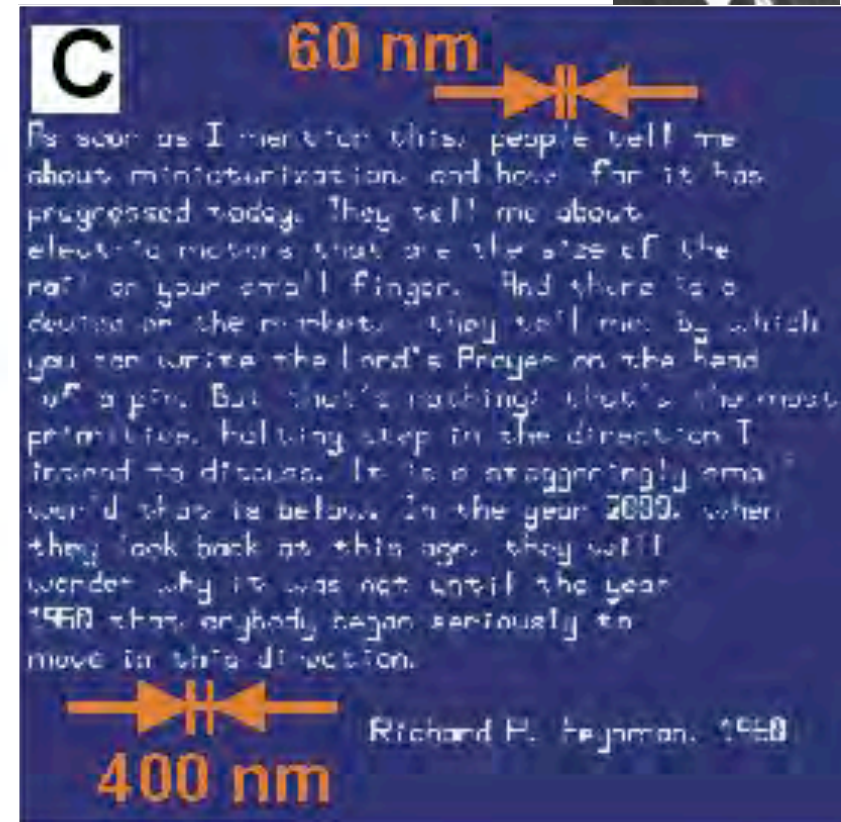 C
60 nm
As soon as I mention this, people tell me
about miniaturization, and how far it has
progressed today. They tell me about
electric motors that are the size of the
nail on your small finger. And there is a
device on the market, they tell me, by which
you can write the Lord's Prayer on the head
of a pin. But that's nothing; that's the most
primitive, halting step in the direction I
intend to discuss. It is a staggeringly small
world that is below. In the year 2000, when
they look back at this age, they will
wonder why it was not until the year
1960 that anybody began seriously to
move in this direction.
Richard P. Feynman, 1960
400 nm